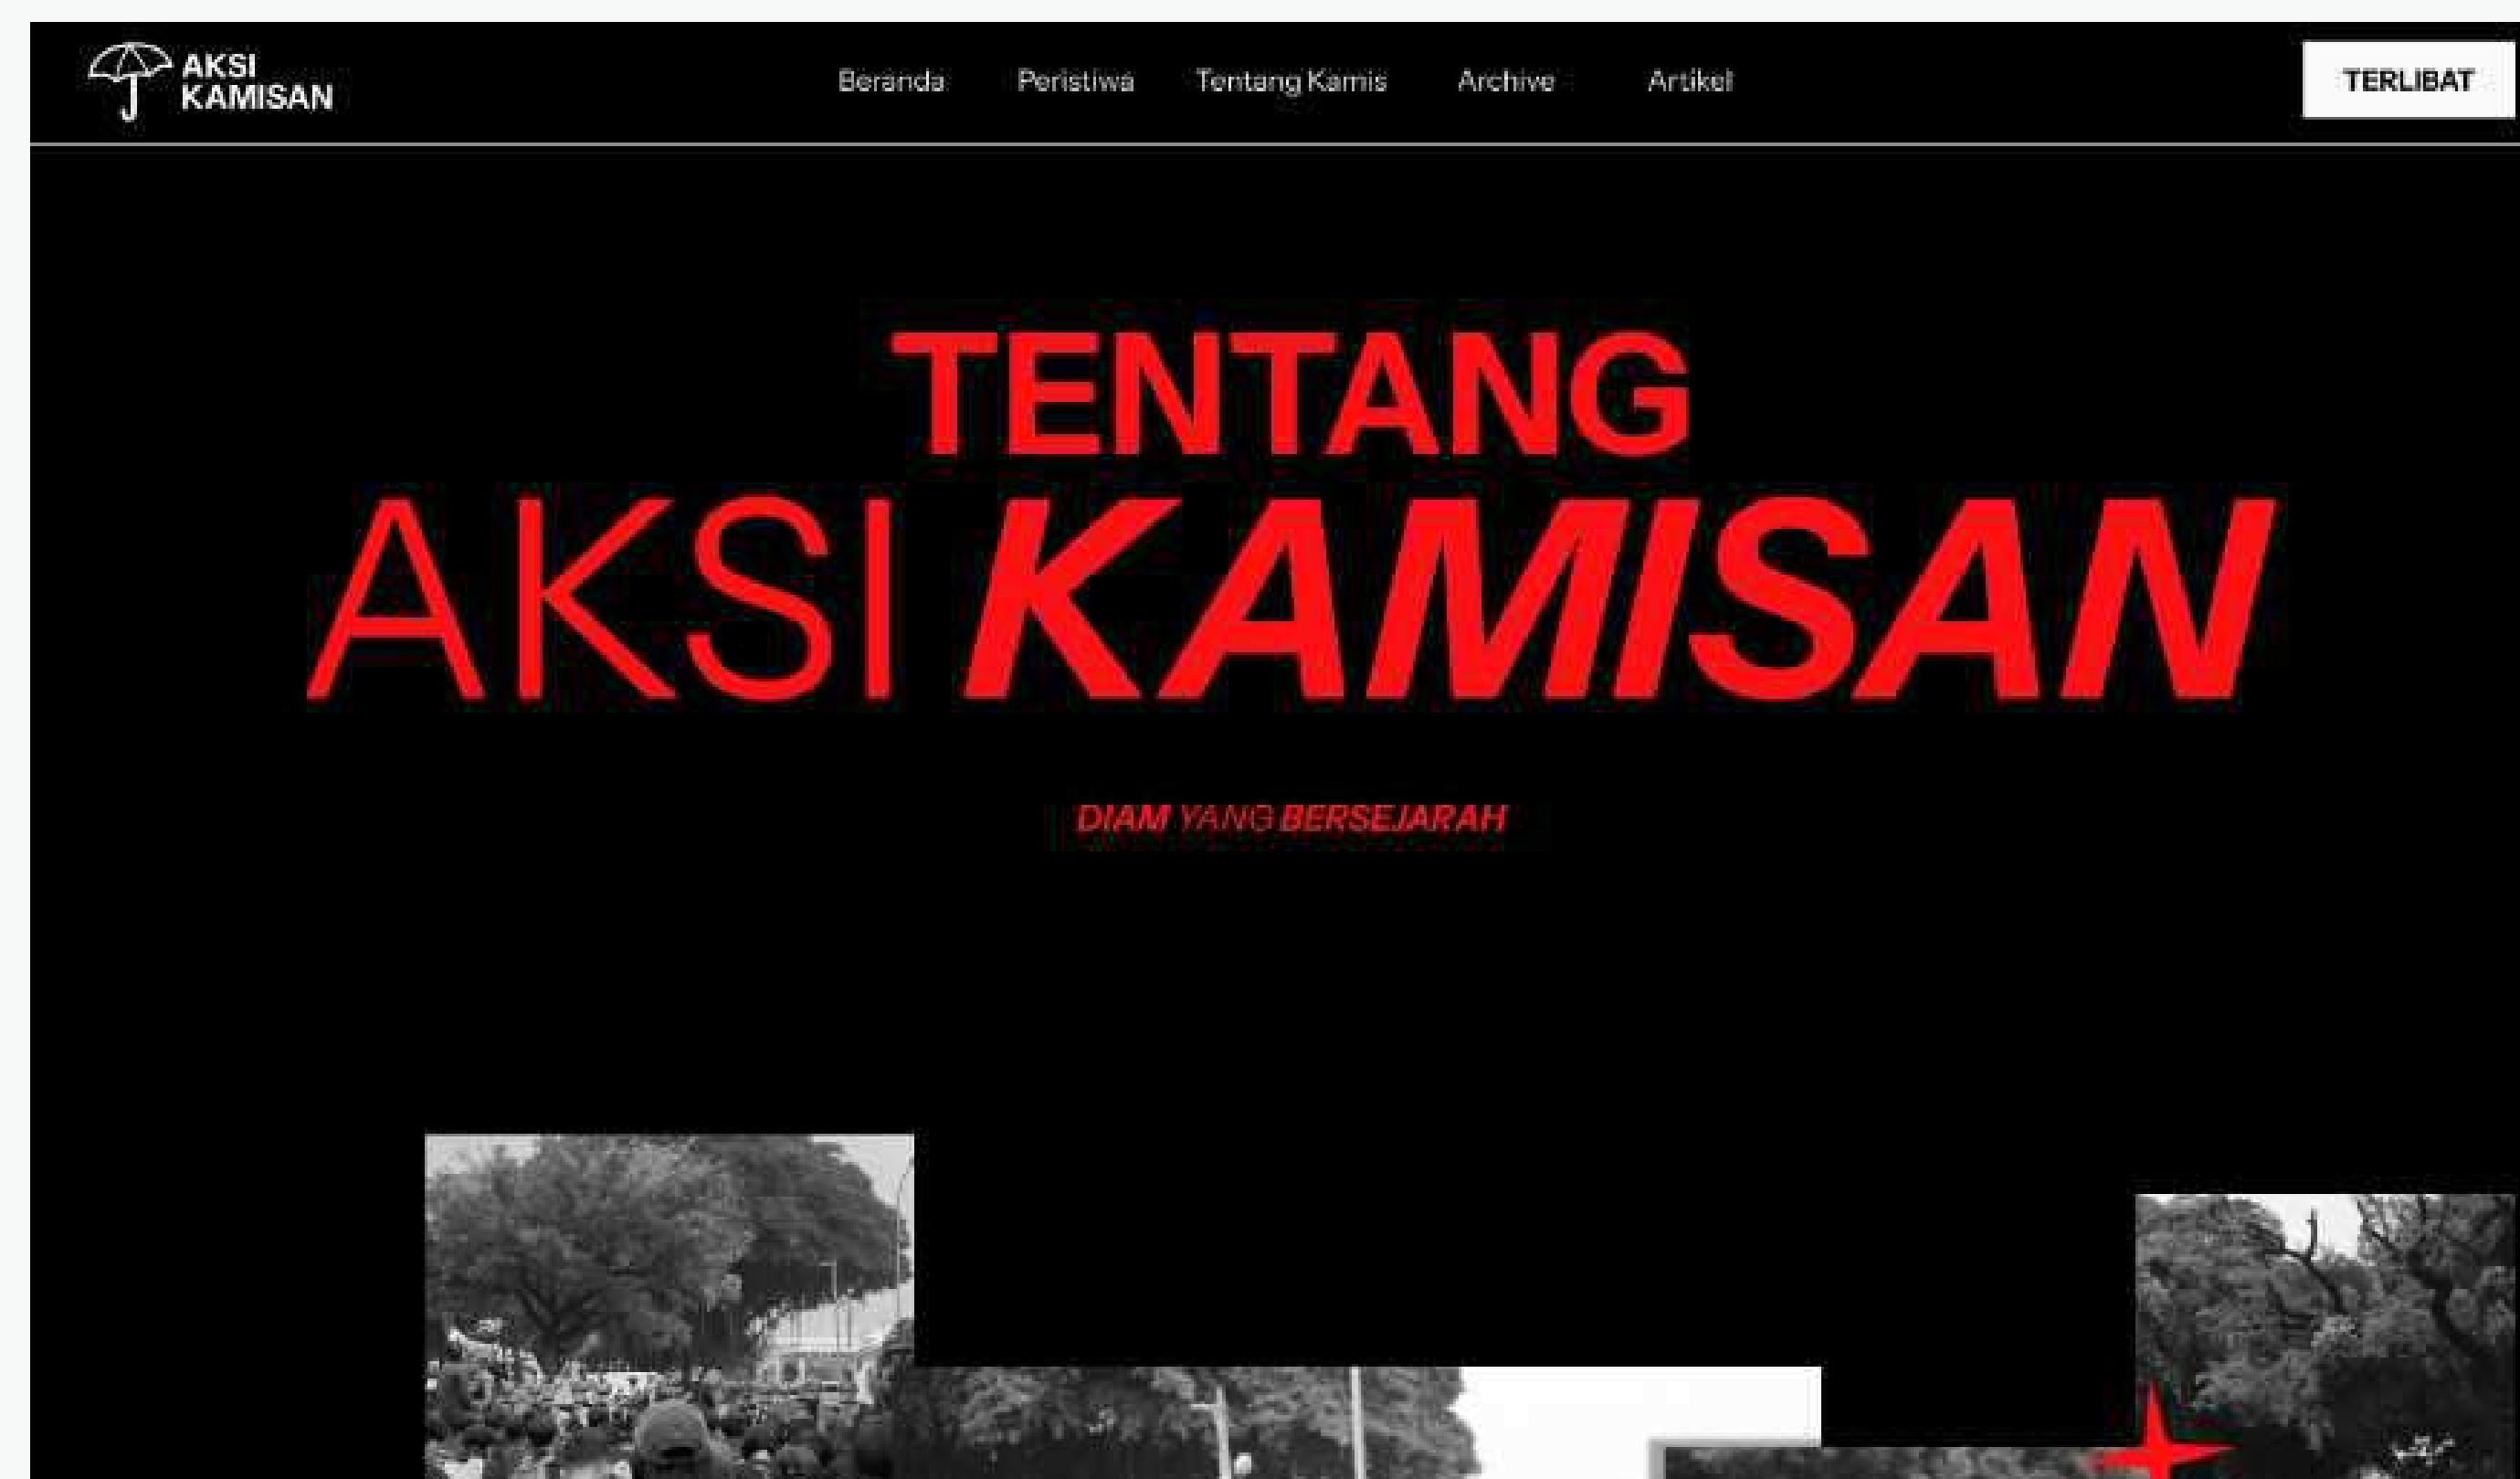 AKSI
KAMISAN
Beranda Peristiwa Tentang Kamis Archive Artikel
TERLIBAT
TENTANG
AKSI KAMISAN
DIAM YANG BERSEJARAH